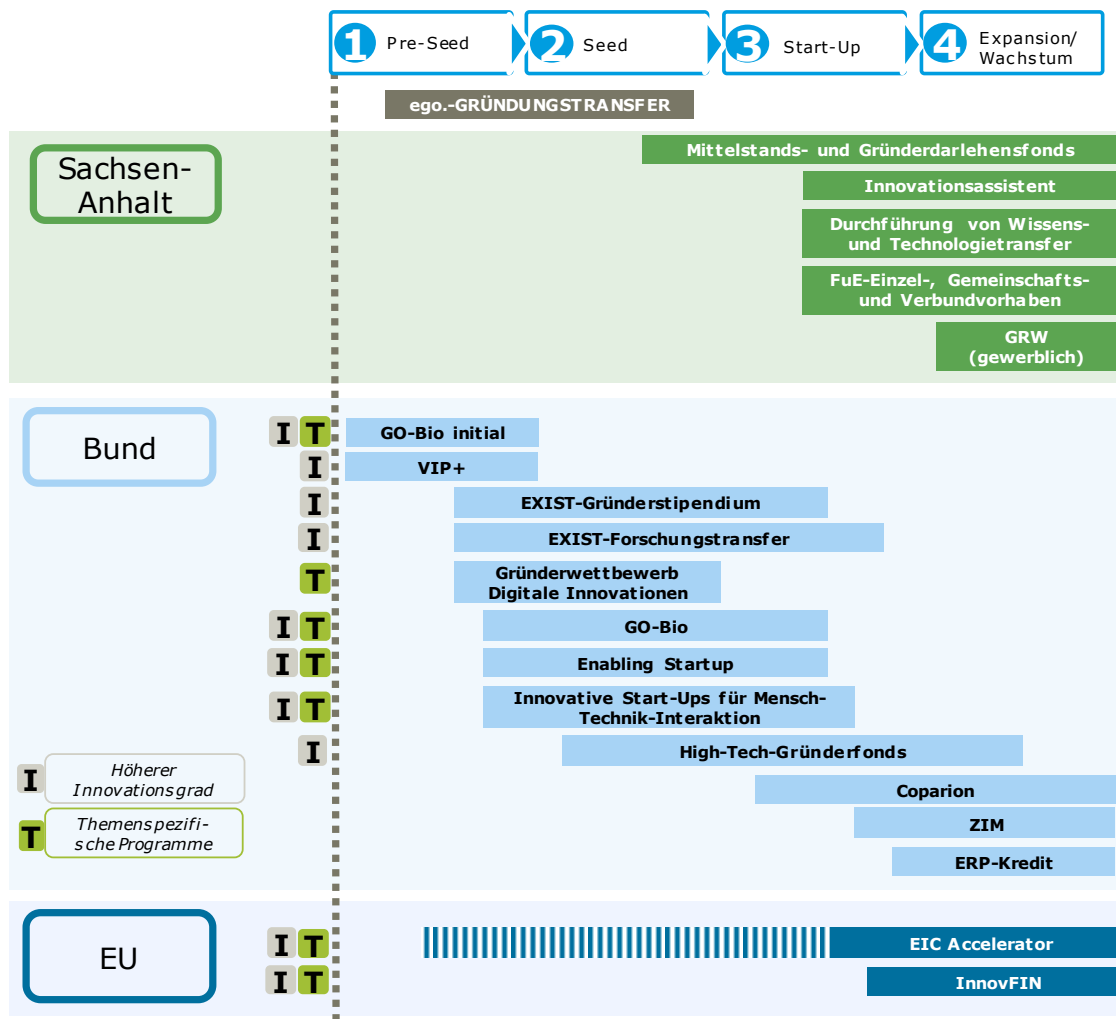 1 Pre-Seed
2 Seed
3 Start-Up
4 Expansion/
Wachstum
ego.-GRÜNDUNGSTRANSFER
Sachsen-
Anhalt
Mittelstands- und Gründerdarlehensfonds
Innovationsassistent
Durchführung von Wissens-
und Technologietransfer
FuE-Einzel-, Gemeinschafts-
und Verbundvorhaben
GRW
(gewerblich)
Bund
I T GO-Bio initial
I VIP+
I EXIST-Gründerstipendium
I EXIST-Forschungstransfer
T Gründerwettbewerb
Digitale Innovationen
I T GO-Bio
I T Enabling Startup
I T Innovative Start-Ups für Mensch-
Technik-Interaktion
I High-Tech-Gründerfonds
I Höherer
Innovationsgrad
Coparion
T Themenspezifi-
sche Programme
ZIM
ERP-Kredit
EU
I T EIC Accelerator
I T InnovFIN